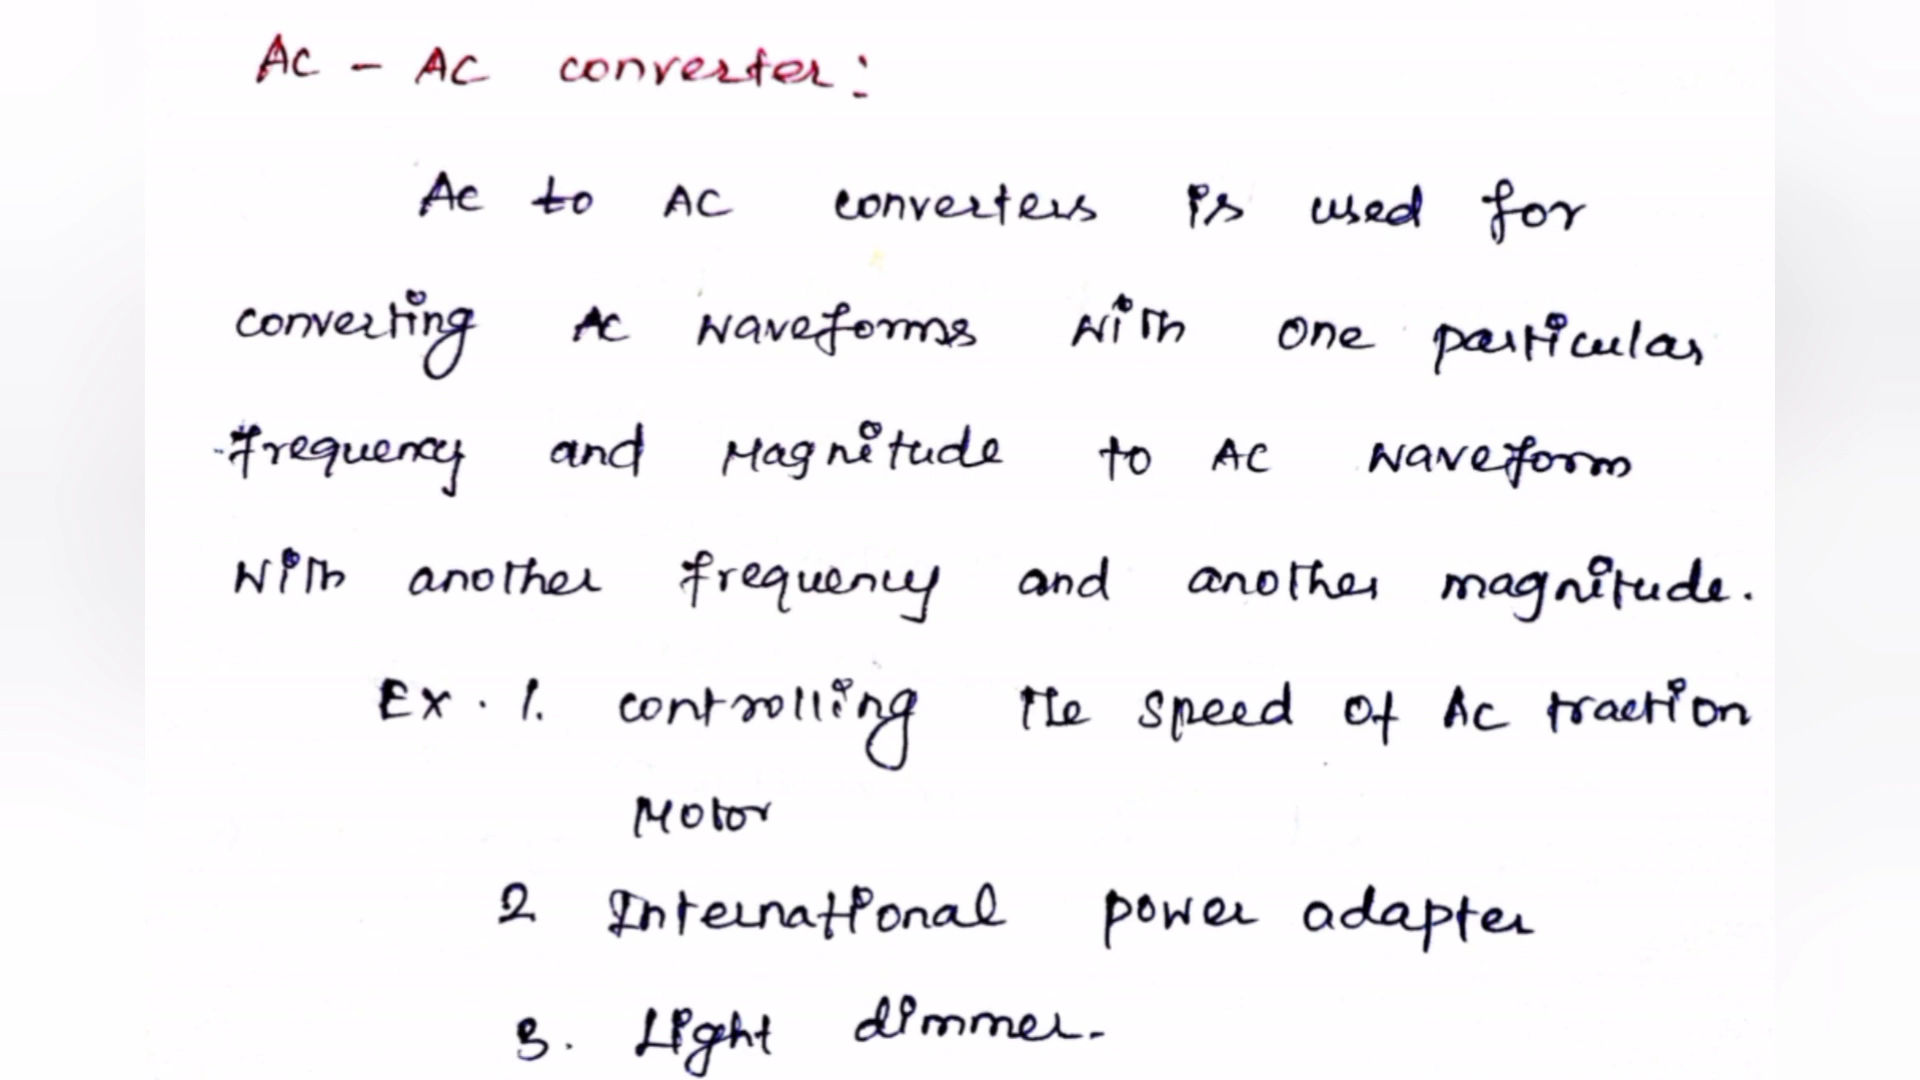 AC - AC converter:
AC to AC converters is used for
converting AC waveforms with one particular
frequency and Magnitude to AC waveform
with another frequency and another magnitude.
Ex. 1. controlling the speed of AC traction
Motor
2 International power adapter
3. Light dimmer.